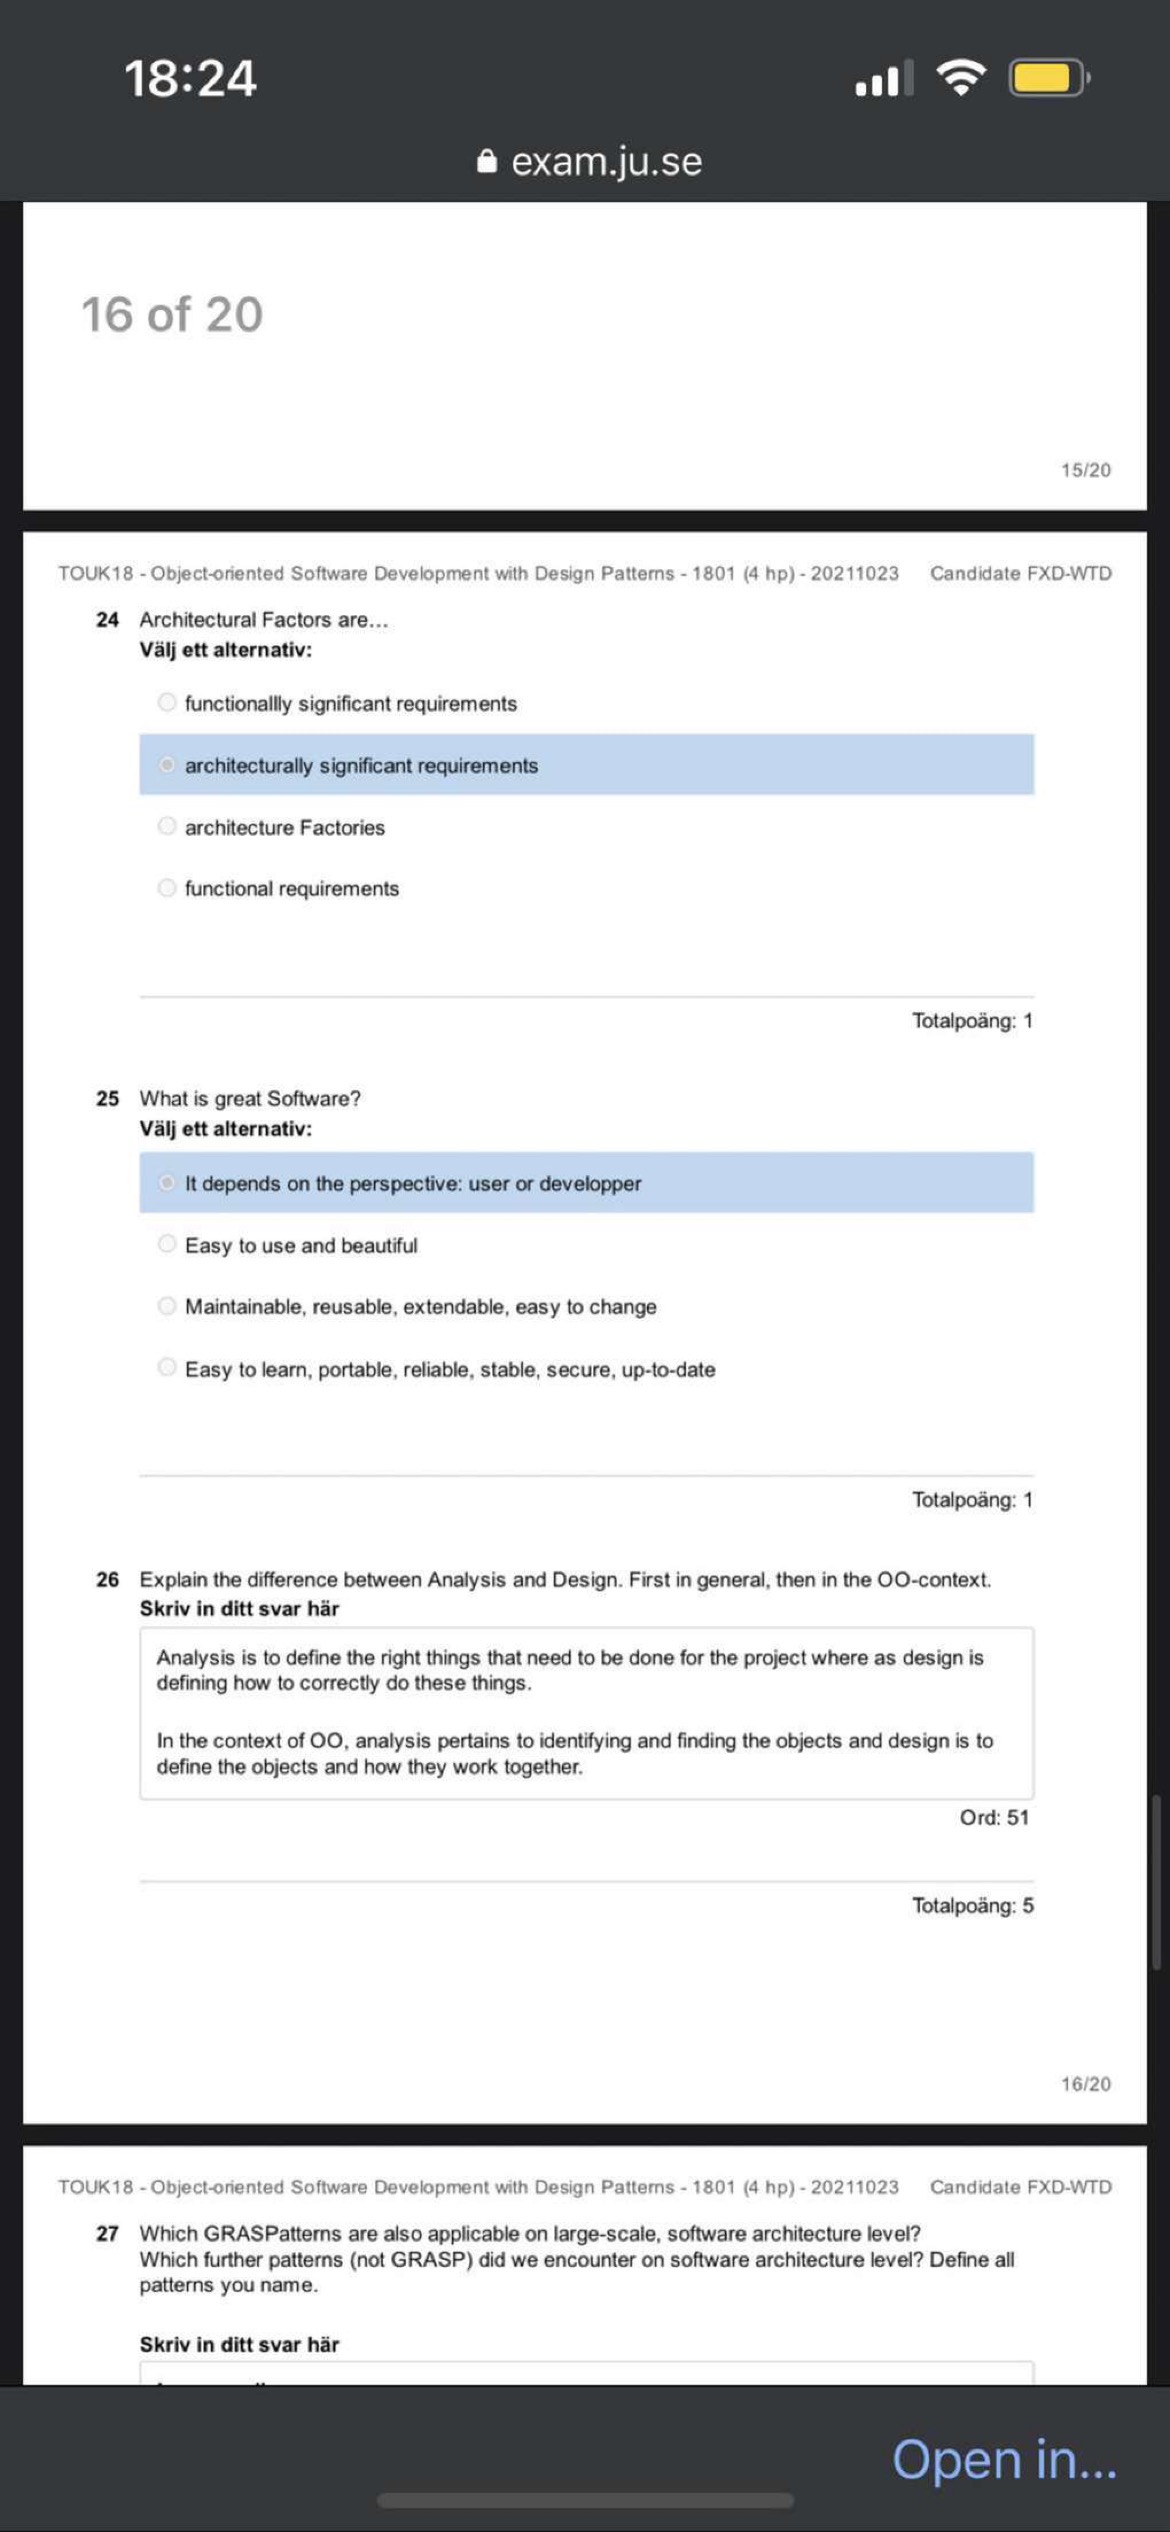 18:24
exam.ju.se
16 of 20
15/20
TOUK18 - Object-oriented Software Development with Design Patterns - 1801 (4 hp) - 20211023 Candidate FXD-WTD
24 Architectural Factors are...
Välj ett alternativ:
functionallly significant requirements
architecturally significant requirements
architecture Factories
functional requirements
Totalpoäng: 1
25 What is great Software?
Välj ett alternativ:
It depends on the perspective: user or developper
Easy to use and beautiful
Maintainable, reusable, extendable, easy to change
Easy to learn, portable, reliable, stable, secure, up-to-date
Totalpoäng: 1
26 Explain the difference between Analysis and Design. First in general, then in the OO-context.
Skriv in ditt svar här
Analysis is to define the right things that need to be done for the project where as design is
defining how to correctly do these things.
In the context of OO, analysis pertains to identifying and finding the objects and design is to
define the objects and how they work together.
Ord: 51
Totalpoäng: 5
16/20
TOUK18 - Object-oriented Software Development with Design Patterns - 1801 (4 hp) - 20211023 Candidate FXD-WTD
27 Which GRASPatterns are also applicable on large-scale, software architecture level?
Which further patterns (not GRASP) did we encounter on software architecture level? Define all
patterns you name.
Skriv in ditt svar här
Open in...